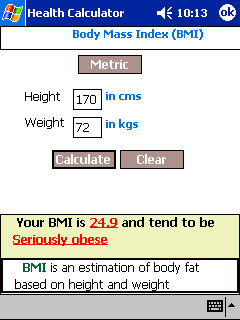 Health Calculator 10:13 ok
Body Mass Index (BMI)
Metric
Height 170 in cms
Weight 72 in kgs
Calculate Clear
Your BMI is 24.9 and tend to be
Seriously obese
BMI is an estimation of body fat
based on height and weight